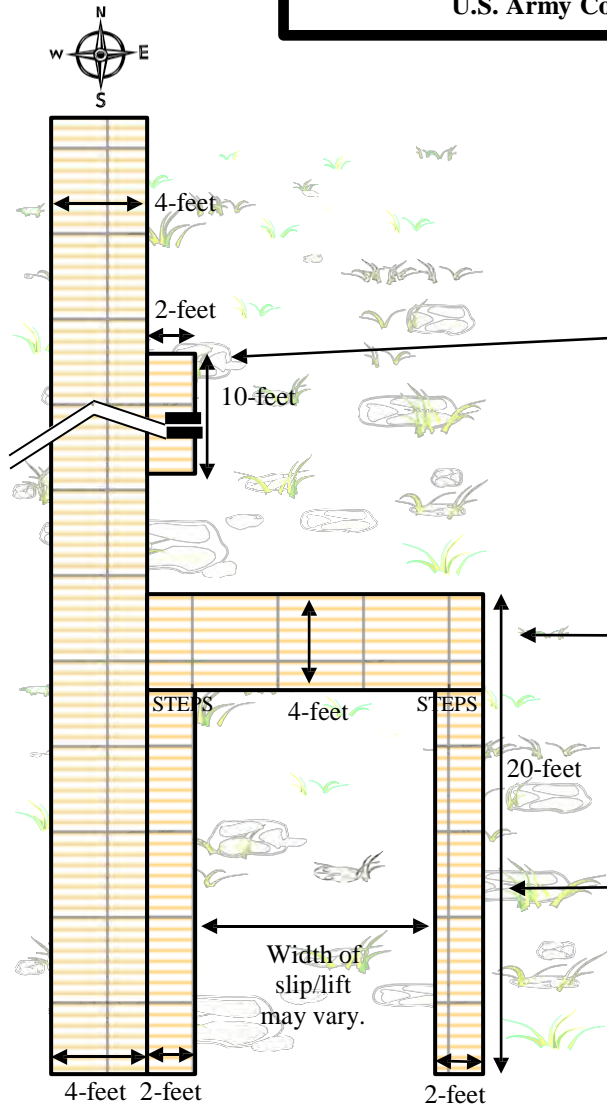 U.S. Army Co
N
W E
S
4-feet
2-feet
10-feet
STEPS STEPS
4-feet
20-feet
Width of
slip/lift
may vary.
4-feet 2-feet 2-feet